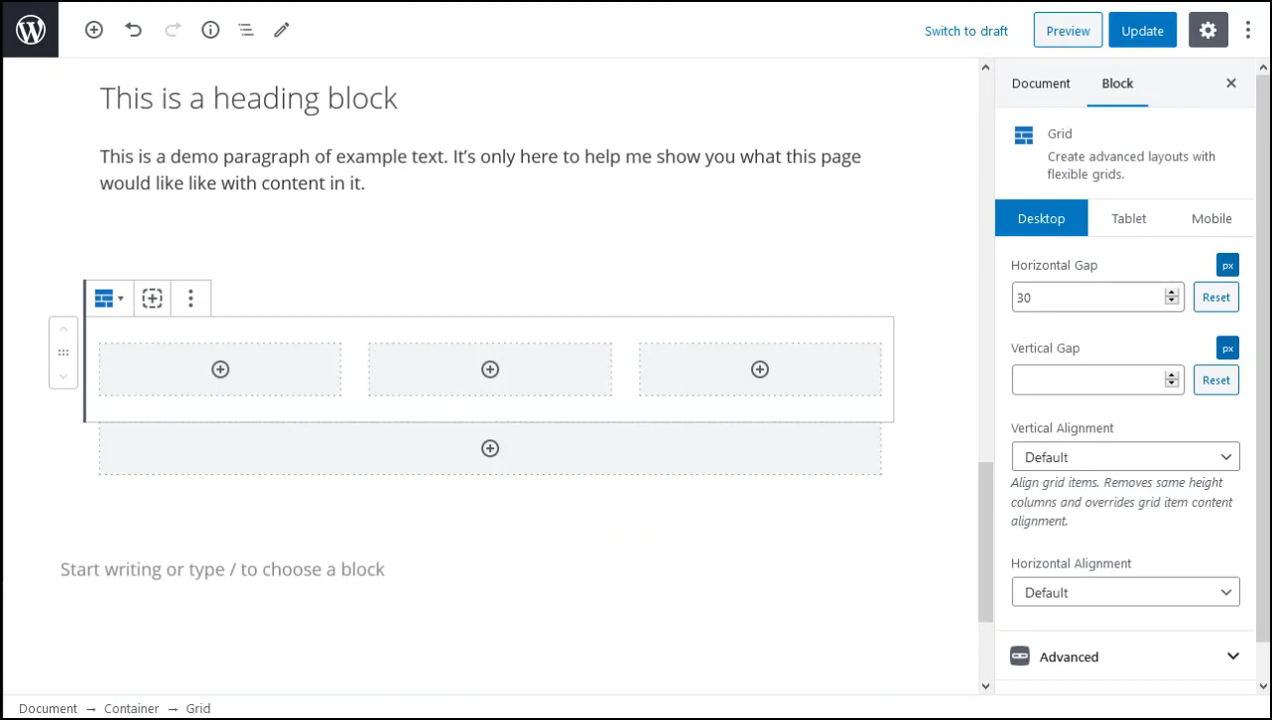 Switch to draft
Preview
Update
This is a heading block
This is a demo paragraph of example text. It's only here to help me show you what this page
would like like with content in it.
Start writing or type / to choose a block
Document
Block
Grid
Create advanced layouts with
flexible grids.
Desktop
Tablet
Mobile
Horizontal Gap
px
30
Reset
Vertical Gap
px
Reset
Vertical Alignment
Default
Align grid items. Removes same height
columns and overrides grid item content
alignment.
Horizontal Alignment
Default
Advanced
Document → Container → Grid